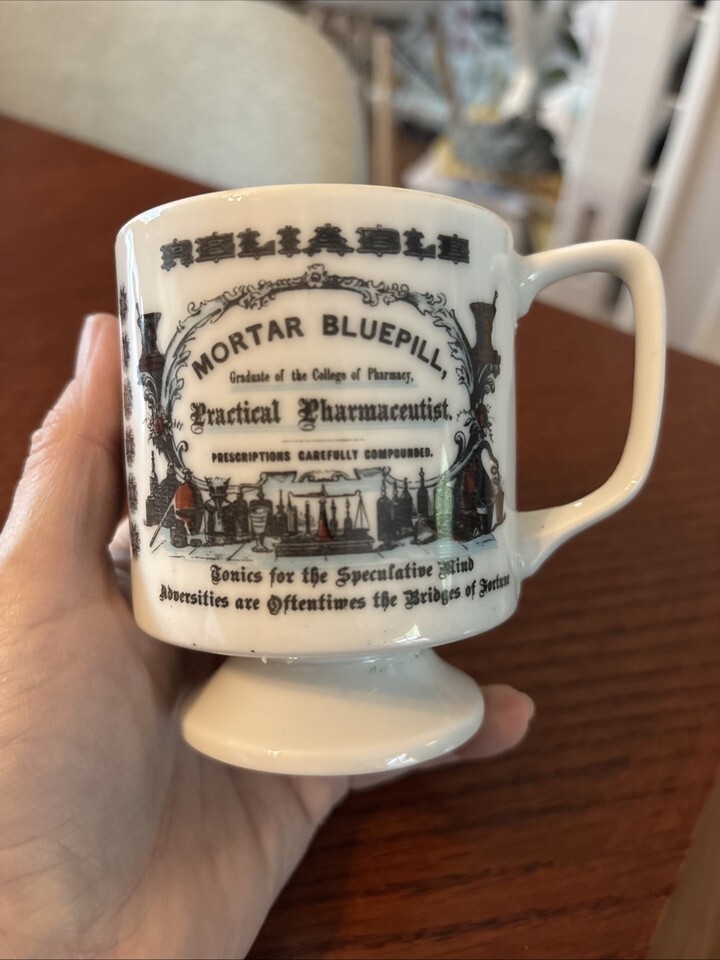 RELIABLE
MORTAR BLUEPILL,
Graduate of the College of Pharmacy,
Practical Pharmaceutist.
PRESCRIPTIONS CAREFULLY COMPOUNDED.
Tonics for the Speculative Mind
Adversities are Oftentimes the Bridges of Fortune